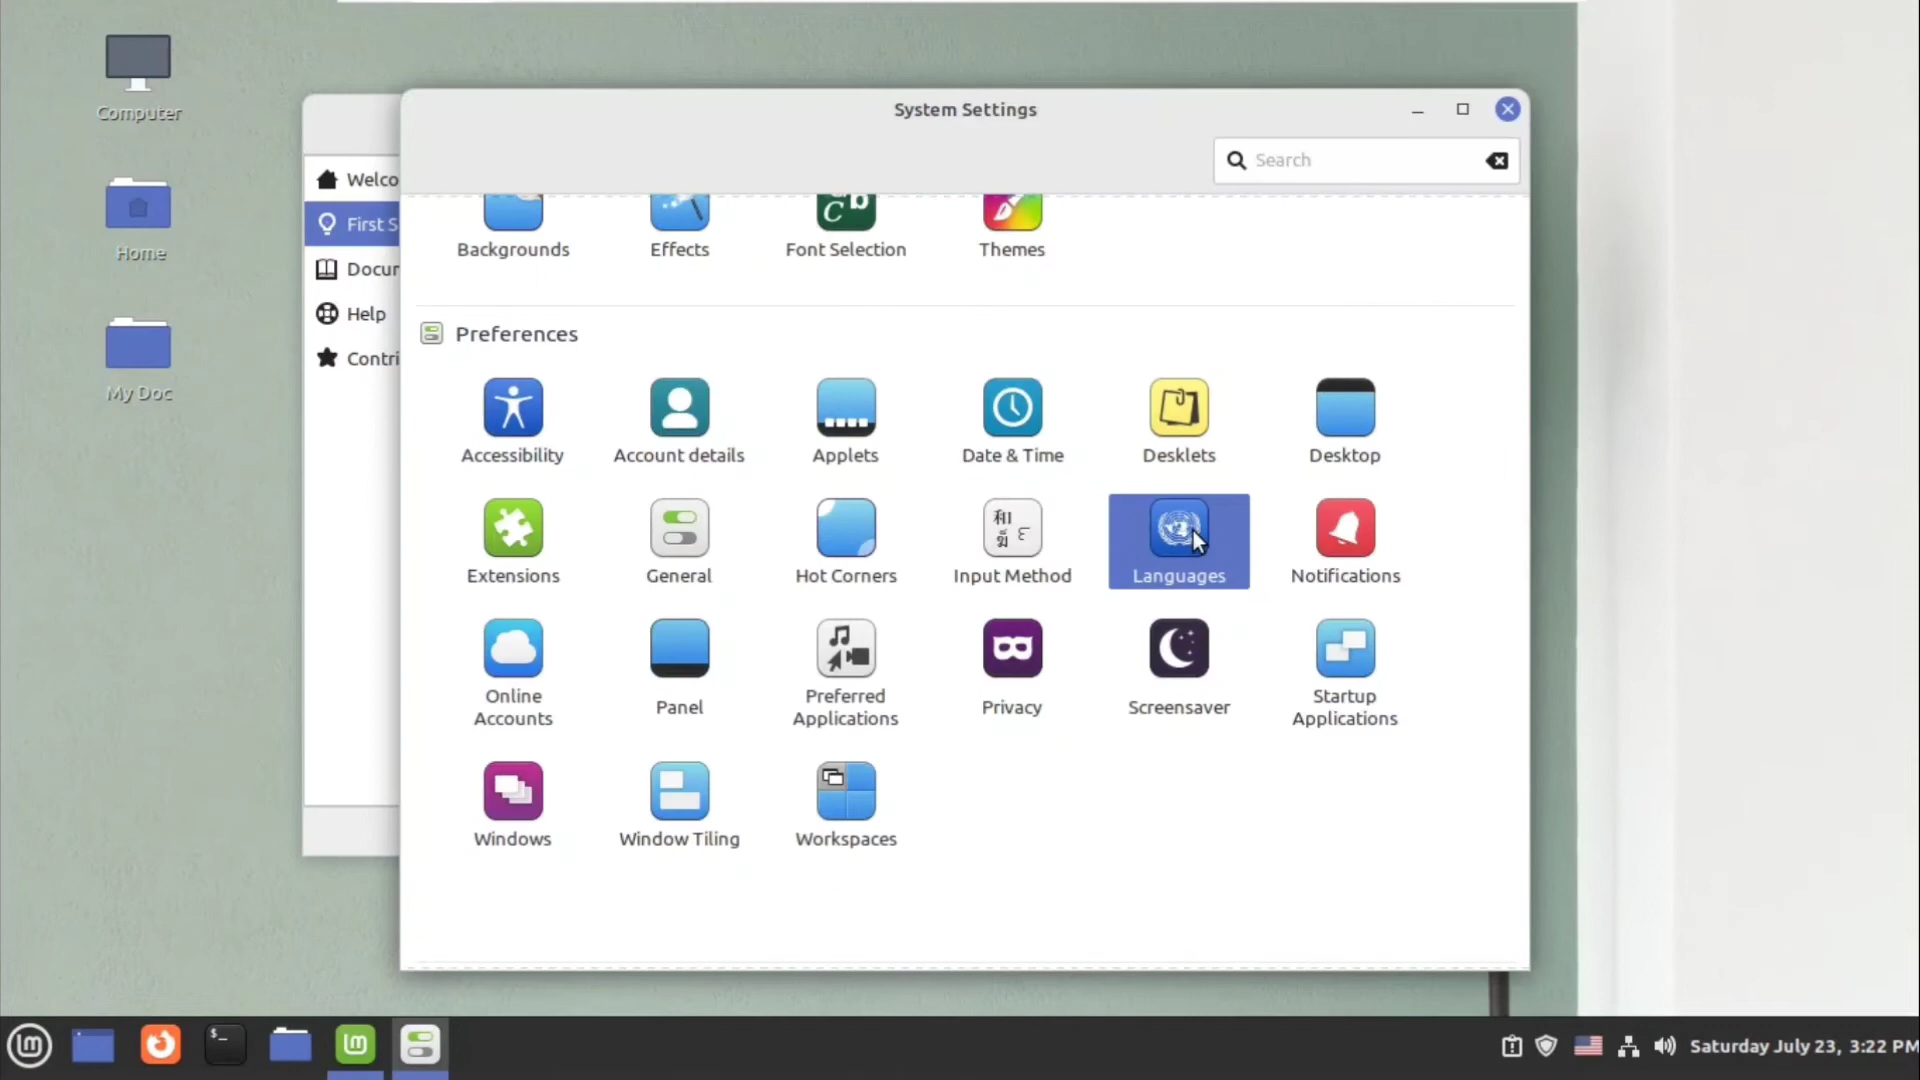 Computer
Home
My Doc
Welco
First S
Docur
Help
Contri
System Settings
Search
Backgrounds
Effects
Font Selection
Themes
Preferences
Accessibility
Account details
Applets
Date & Time
Desklets
Desktop
Extensions
General
Hot Corners
Input Method
Languages
Notifications
Online
Accounts
Panel
Preferred
Applications
Privacy
Screensaver
Startup
Applications
Windows
Window Tiling
Workspaces
Saturday July 23, 3:22 PM